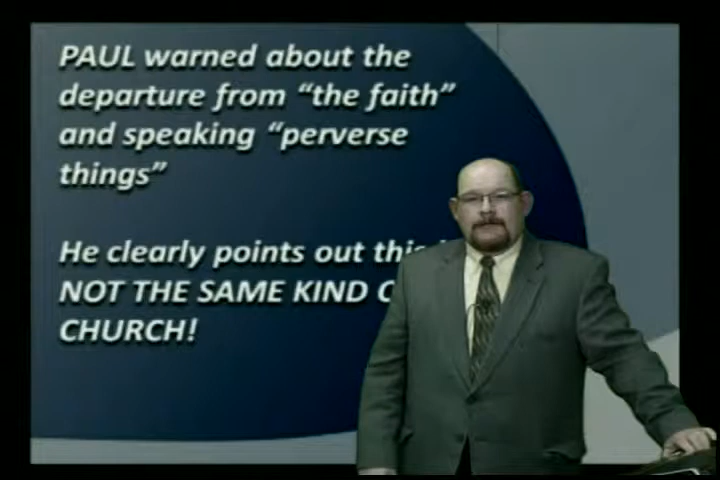 PAUL warned about the
departure from “the faith”
and speaking “perverse
things”
He clearly points out this
NOT THE SAME KIND
CHURCH!